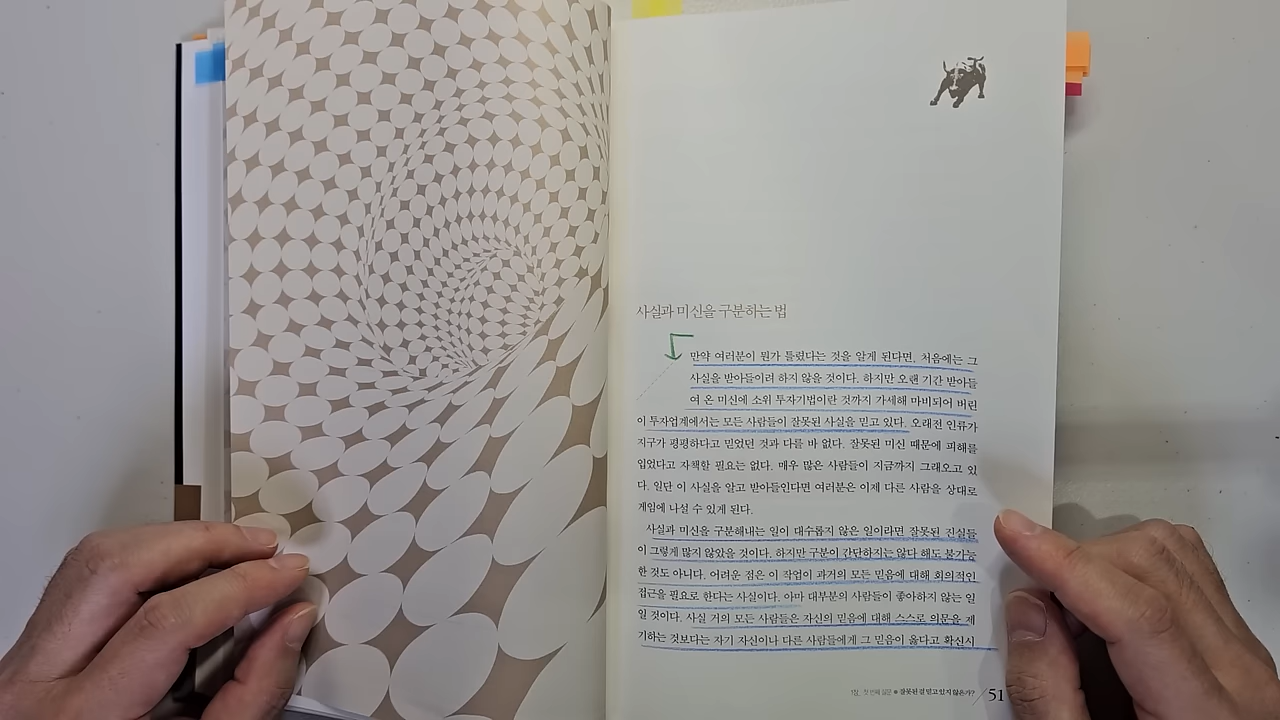 사실과 미신을 구분하는 법
만약 여러분이 뭔가 틀렸다는 것을 알게 된다면, 처음에는 그
사실을 받아들이려 하지 않을 것이다. 하지만 오랜 기간 받아들
여 온 미신에 소위 투자기법이란 것까지 가세해 마비되어 버린
이 투자업계에서는 모든 사람들이 잘못된 사실을 믿고 있다. 오래전 인류가
지구가 평평하다고 믿었던 것과 다를 바 없다. 잘못된 미신 때문에 피해를
입었다고 자책할 필요는 없다. 매우 많은 사람들이 지금까지 그래오고 있
다. 일단 이 사실을 알고 받아들인다면 여러분은 이제 다른 사람을 상대로
게임에 나설 수 있게 된다.
사실과 미신을 구분해내는 일이 대수롭지 않은 일이라면 잘못된 진실들
이 그렇게 많지 않았을 것이다. 하지만 구분이 간단하지는 않다 해도 불가능
한 것도 아니다. 어려운 점은 이 작업이 과거의 모든 믿음에 대해 회의적인
접근을 필요로 한다는 사실이다. 아마 대부분의 사람들이 좋아하지 않는 일
일 것이다. 사실 거의 모든 사람들은 자신의 믿음에 대해 스스로 의문을 제
기하는 것보다는 자기 자신이나 다른 사람들에게 그 믿음이 옳다고 확신시
1장_ 첫 번째 질문 ● 잘못된 걸 믿고 있지 않은가? / 51